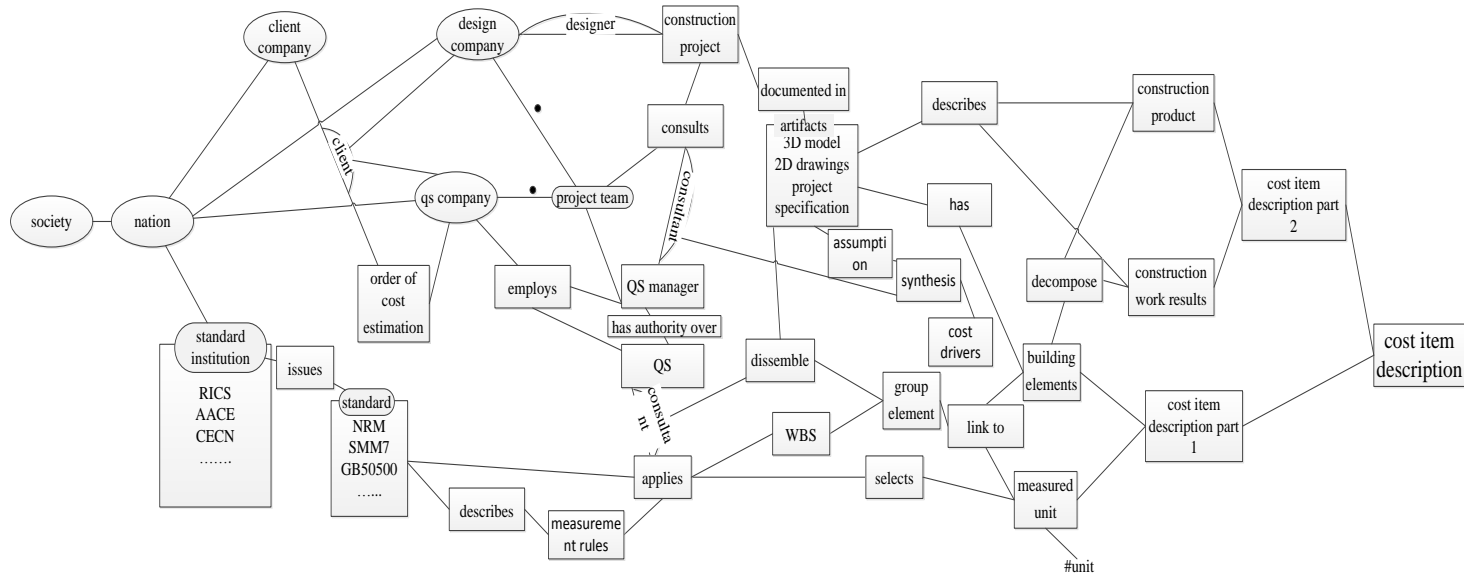 client
company
design
company
designer
construction
project
documented in
artifacts
3D model
2D drawings
project
specification
describes
construction
product
consults
client
consultant
society
nation
qs company
project team
has
cost item
description part
2
assumpti
on
synthesis
decompose
construction
work results
order of
cost
estimation
employs
QS manager
has authority over
QS
cost
drivers
dissemble
building
elements
cost item
description
standard
institution
RICS
AACE
CECN
…….
issues
standard
NRM
SMM7
GB50500
…...
consulta
nt
group
element
WBS
link to
cost item
description part
1
applies
selects
measured
unit
describes
measureme
nt rules
#unit